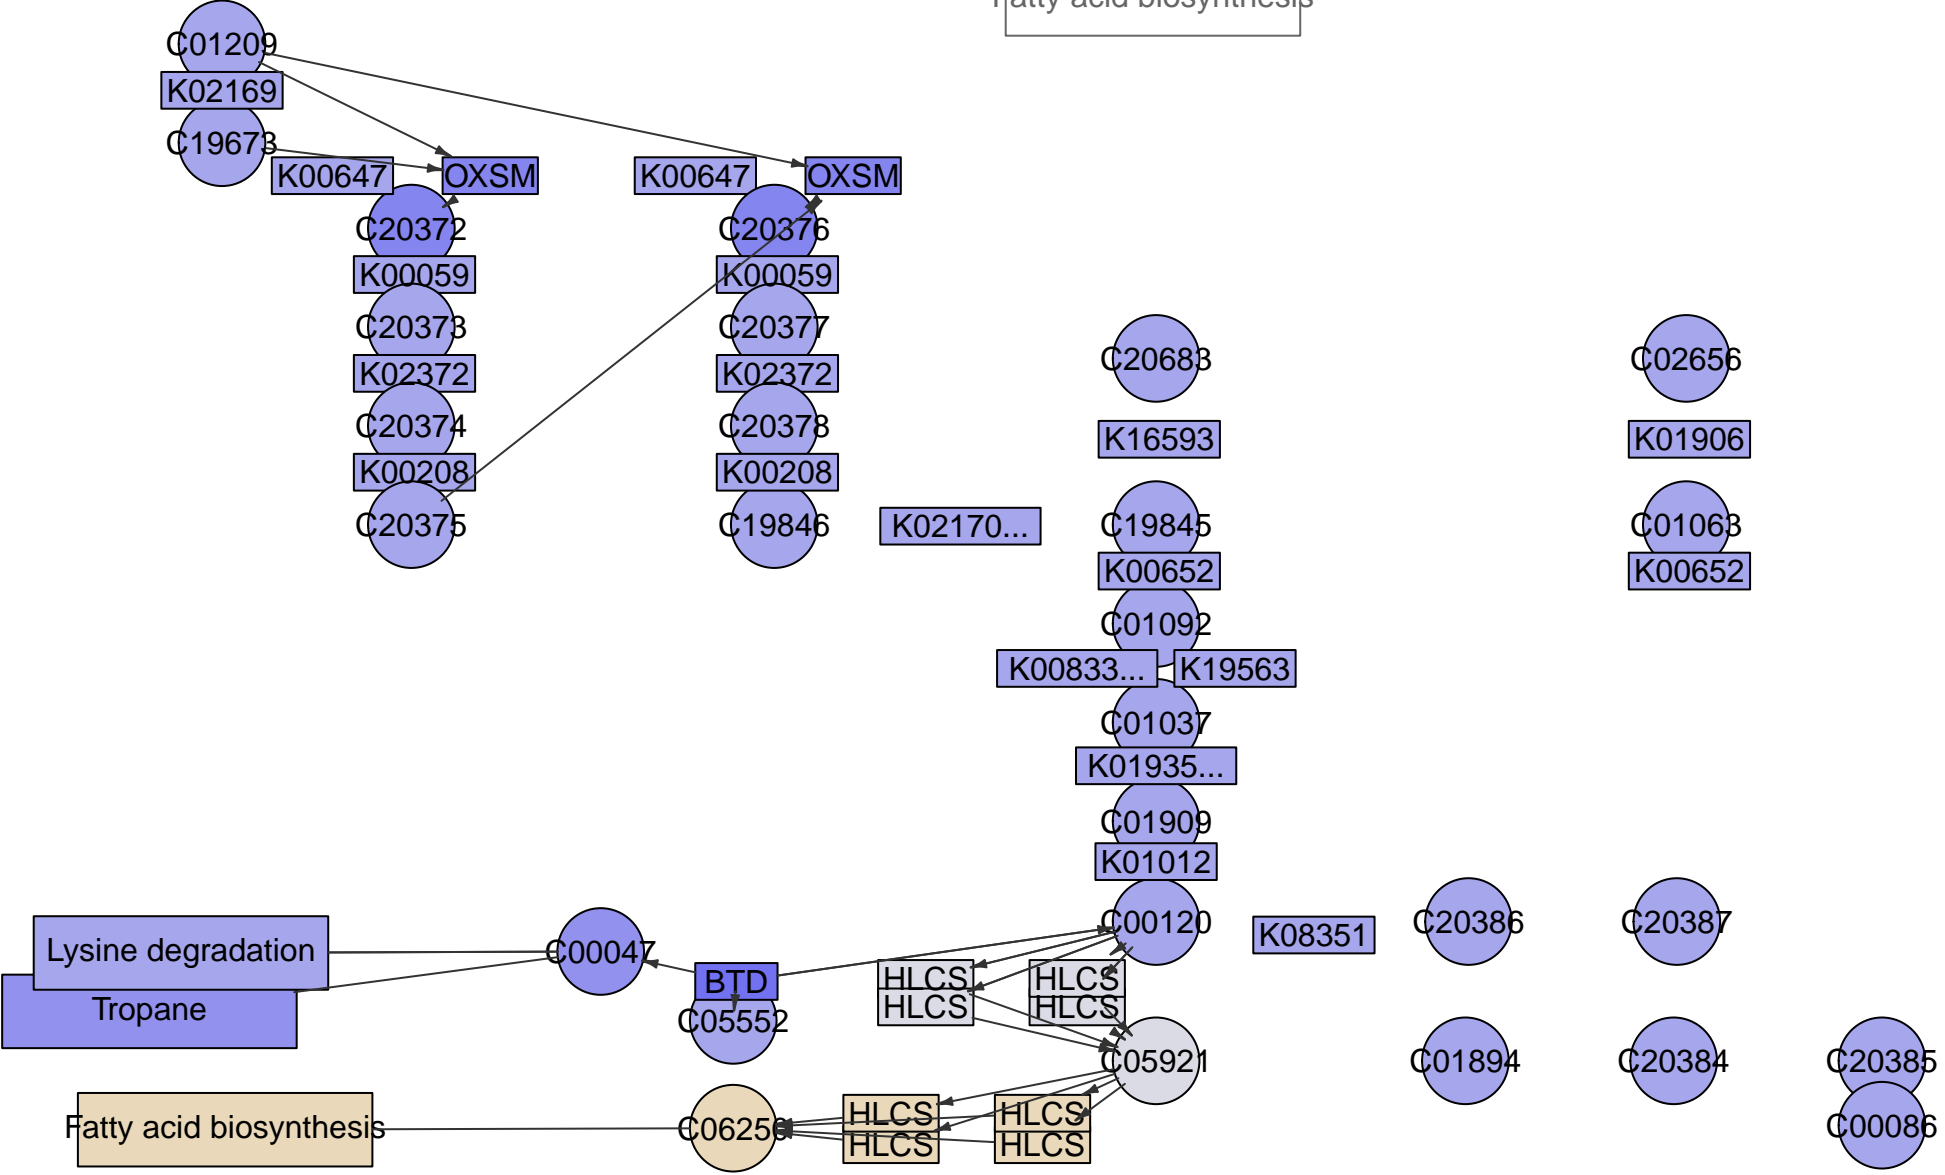 Fatty acid biosynthesis
C01209
K02169
C19673
K00647
OXSM
K00647
OXSM
C20372
C20376
K00059
K00059
C20373
C20377
C20683
C02656
K02372
K02372
C20374
C20378
K16593
K01906
K00208
K00208
C20375
C19846
K02170...
C19845
C01063
K00652
K00652
C01092
K00833...
K19563
C01037
K01935...
C01909
K01012
C00120
K08351
C20386
C20387
Lysine degradation
C00047
BTD
HLCS
HLCS
Tropane
C05552
HLCS
HLCS
C05921
C01894
C20384
C20385
Fatty acid biosynthesis
C06250
HLCS
HLCS
C00086
HLCS
HLCS